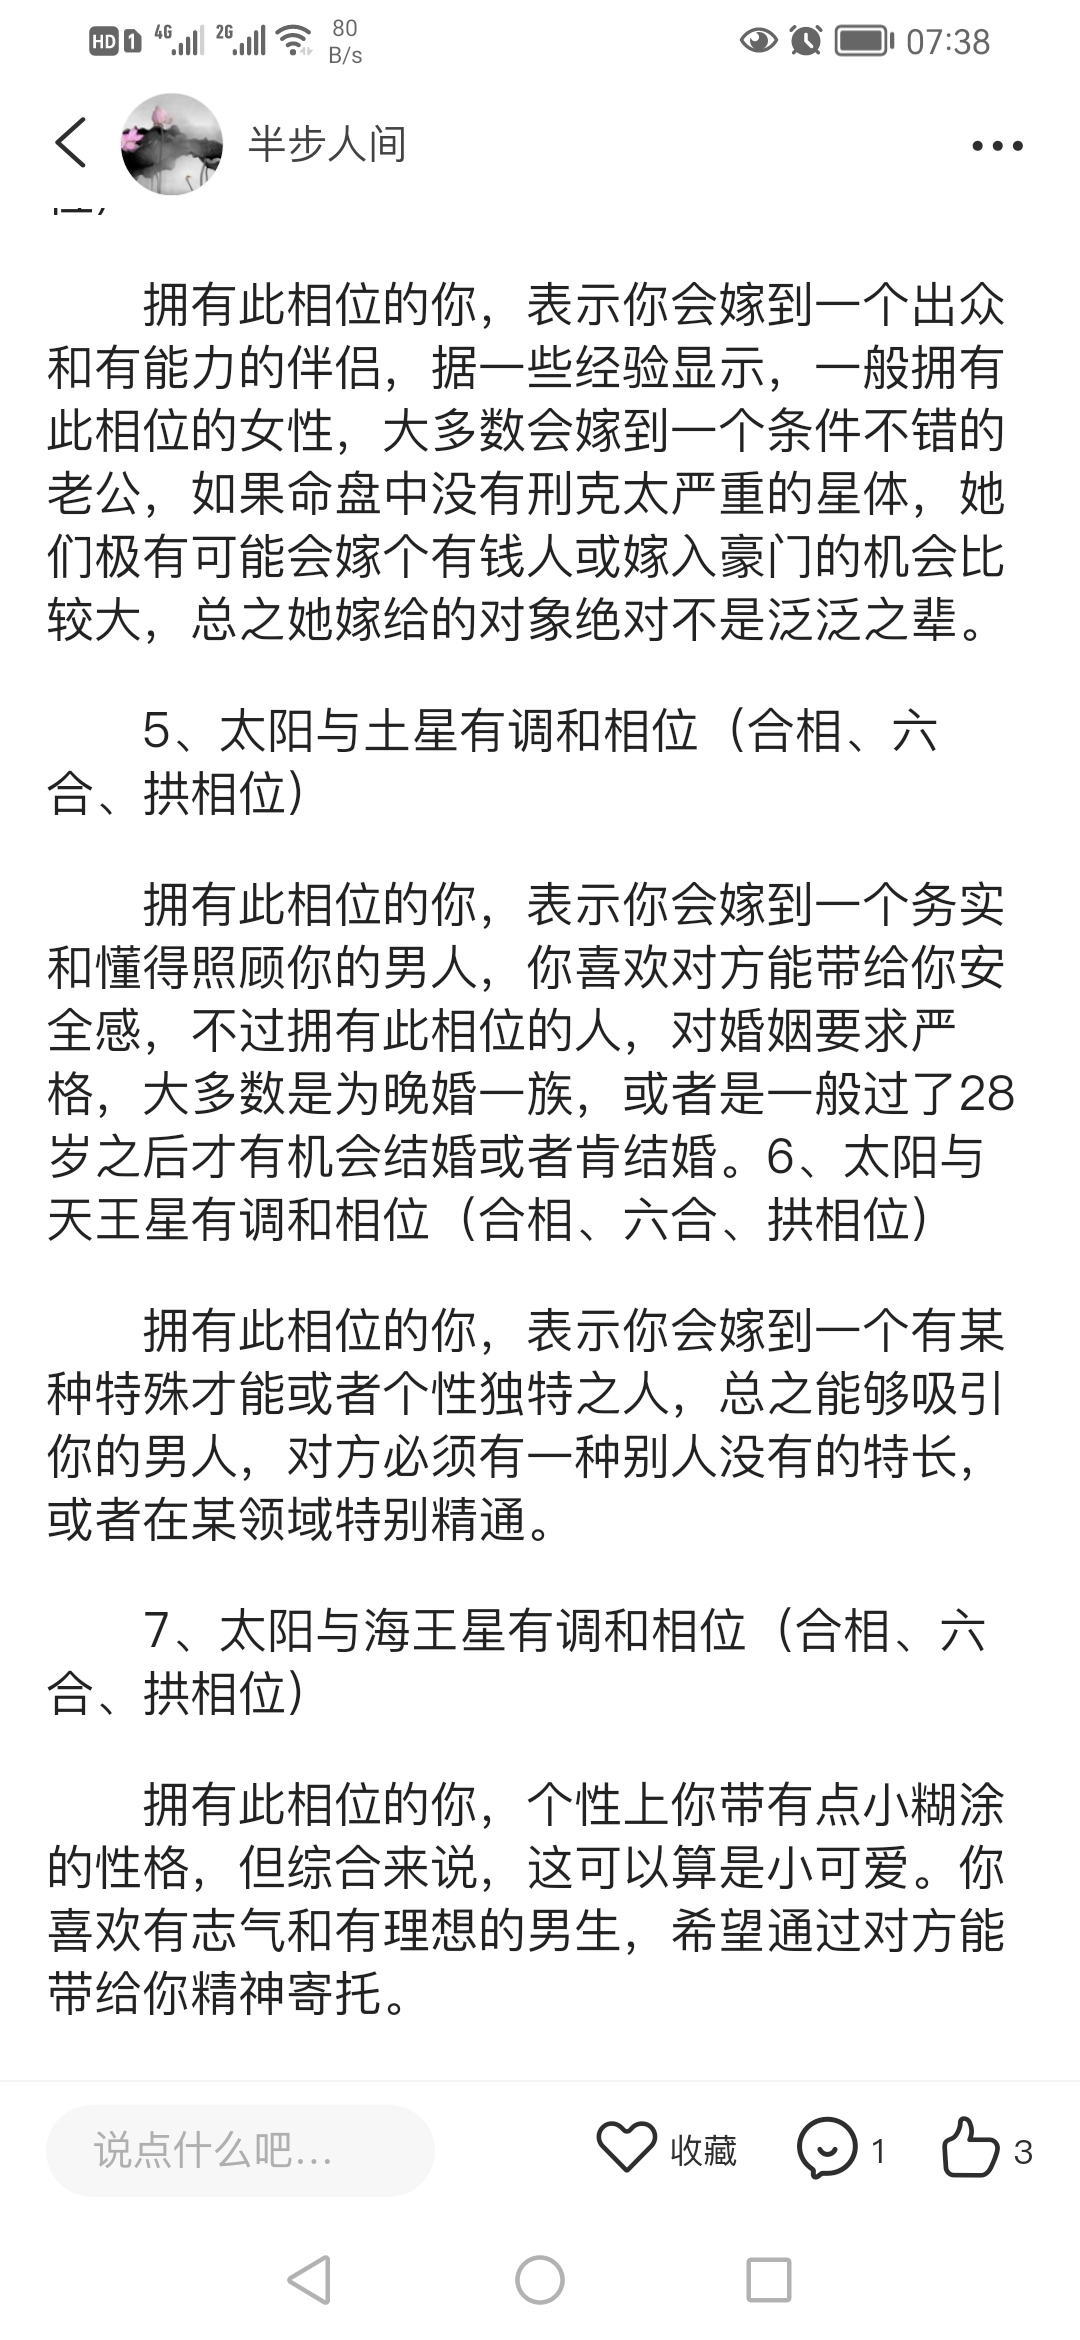 HD 1 4G 2G 80 B/s 07:38
半步人间
拥有此相位的你，表示你会嫁到一个出众
和有能力的伴侣，据一些经验显示，一般拥有
此相位的女性，大多数会嫁到一个条件不错的
老公，如果命盘中没有刑克太严重的星体，她
们极有可能会嫁个有钱人或嫁入豪门的机会比
较大，总之她嫁给的对象绝对不是泛泛之辈。
5、太阳与土星有调和相位（合相、六
合、拱相位）
拥有此相位的你，表示你会嫁到一个务实
和懂得照顾你的男人，你喜欢对方能带给你安
全感，不过拥有此相位的人，对婚姻要求严
格，大多数是为晚婚一族，或者是一般过了28
岁之后才有机会结婚或者肯结婚。6、太阳与
天王星有调和相位（合相、六合、拱相位）
拥有此相位的你，表示你会嫁到一个有某
种特殊才能或者个性独特之人，总之能够吸引
你的男人，对方必须有一种别人没有的特长，
或者在某领域特别精通。
7、太阳与海王星有调和相位（合相、六
合、拱相位）
拥有此相位的你，个性上你带有点小糊涂
的性格，但综合来说，这可以算是小可爱。你
喜欢有志气和有理想的男生，希望通过对方能
带给你精神寄托。
说点什么吧... 收藏 1 3